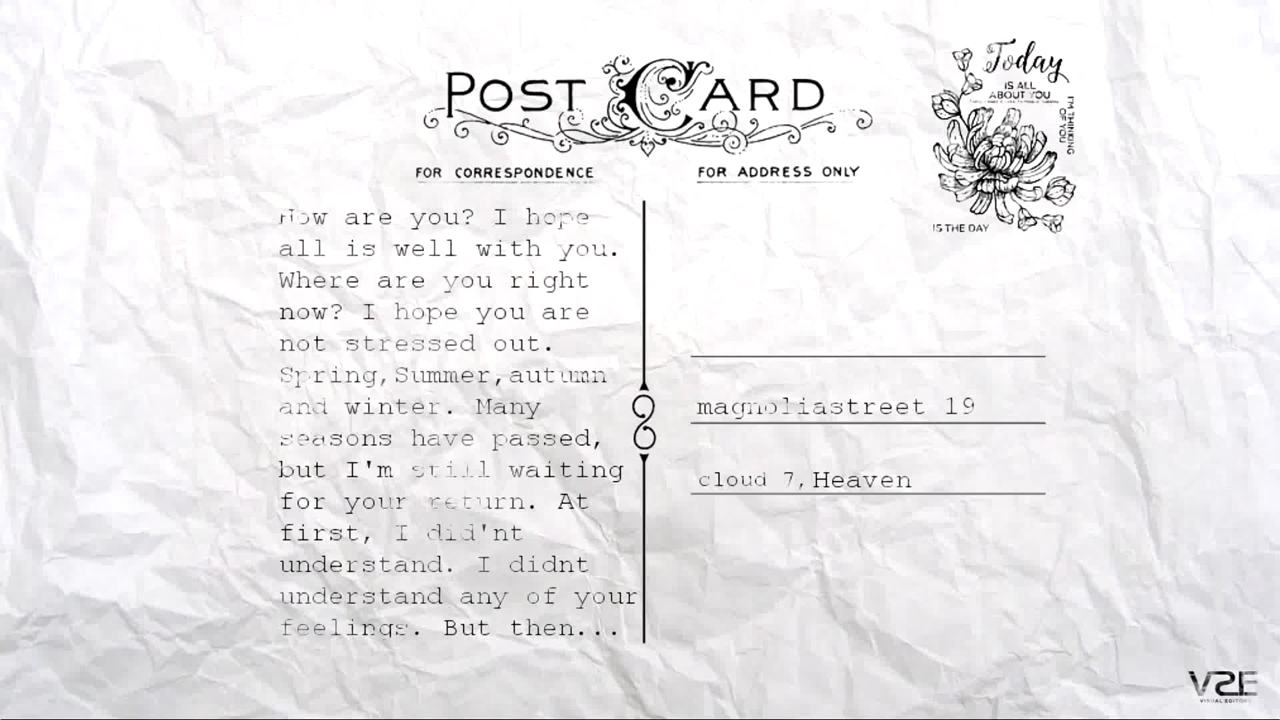 POST CARD
FOR CORRESPONDENCE
FOR ADDRESS ONLY
Today
IS ALL
ABOUT YOU
I'M THINKING
OF YOU
IS THE DAY
How are you? I hope
all is well with you.
Where are you right
now? I hope you are
not stressed out.
Spring,Summer,autumn
and winter. Many
seasons have passed,
but I'm still waiting
for your return. At
first, I did'nt
understand. I didnt
understand any of your
feelings. But then...
magnoliastreet 19
cloud 7,Heaven
VSE
VISUAL EDITORS